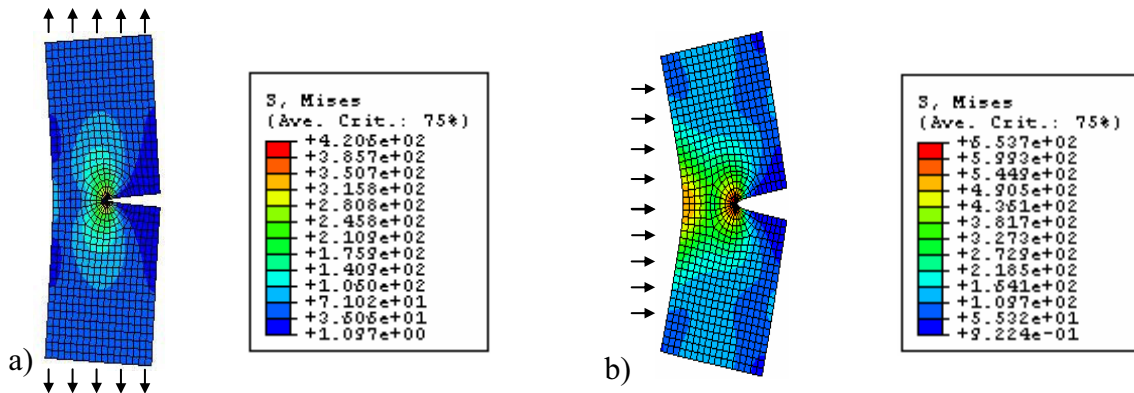 a)
S, Mises
(Ave. Crit.: 75%)
+4.206e+02
+3.857e+02
+3.507e+02
+3.158e+02
+2.808e+02
+2.458e+02
+2.109e+02
+1.759e+02
+1.409e+02
+1.060e+02
+7.102e+01
+3.606e+01
+1.097e+00
b)
S, Mises
(Ave. Crit.: 75%)
+6.537e+02
+5.993e+02
+5.449e+02
+4.905e+02
+4.361e+02
+3.817e+02
+3.273e+02
+2.729e+02
+2.185e+02
+1.641e+02
+1.097e+02
+5.532e+01
+9.224e-01